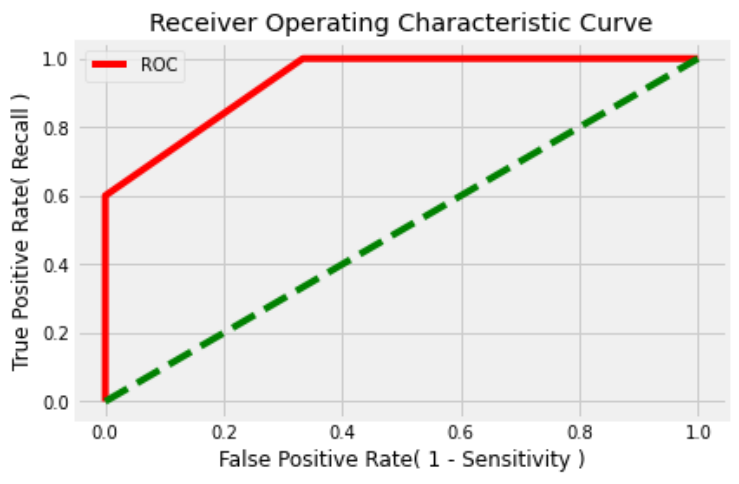 Receiver Operating Characteristic Curve
ROC
True Positive Rate( Recall )
1.0
0.8
0.6
0.4
0.2
0.0
0.0 0.2 0.4 0.6 0.8 1.0
False Positive Rate( 1 - Sensitivity )